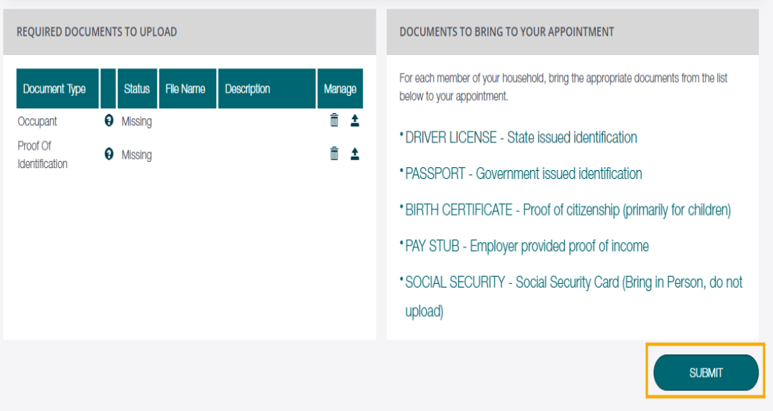 REQUIRED DOCUMENTS TO UPLOAD
Document Type Status File Name Description Manage
Occupant ? Missing
Proof Of
Identification ? Missing
DOCUMENTS TO BRING TO YOUR APPOINTMENT
For each member of your household, bring the appropriate documents from the list
below to your appointment.
• DRIVER LICENSE - State issued identification
• PASSPORT - Government issued identification
• BIRTH CERTIFICATE - Proof of citizenship (primarily for children)
• PAY STUB - Employer provided proof of income
• SOCIAL SECURITY - Social Security Card (Bring in Person, do not
upload)
SUBMIT